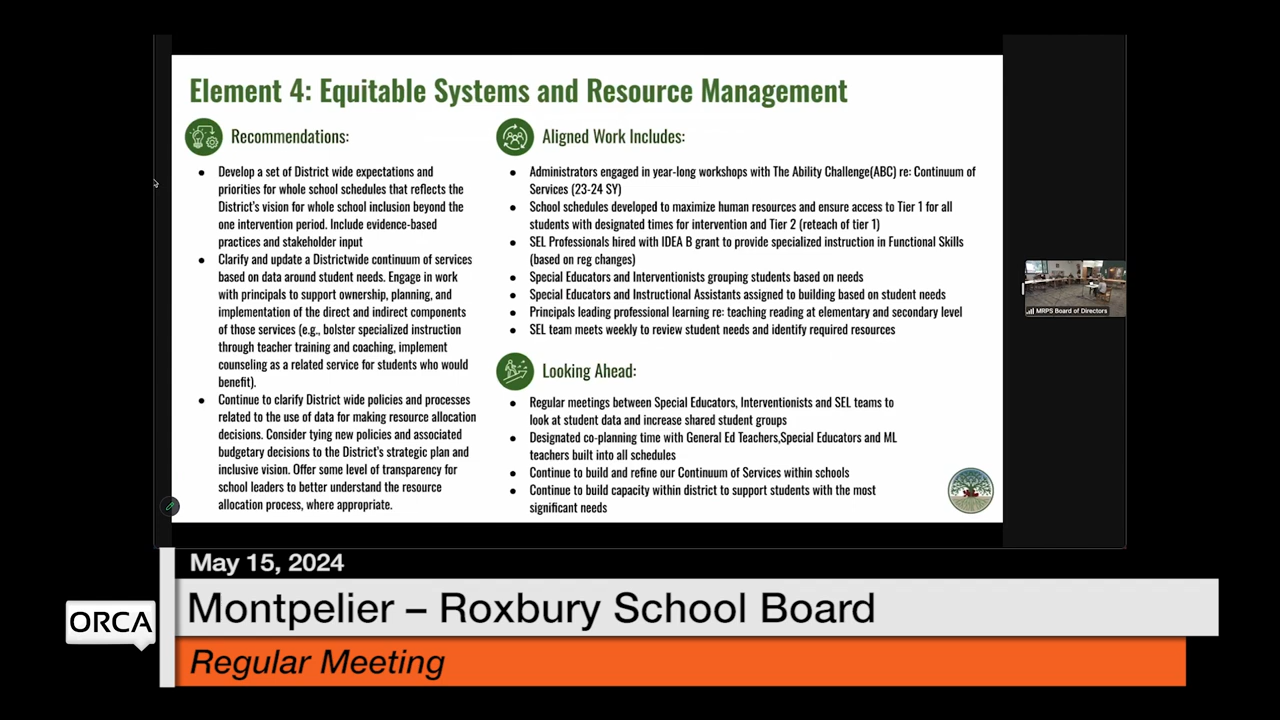 Element 4: Equitable Systems and Resource Management
Recommendations:
● Develop a set of District wide expectations and
priorities for whole school schedules that reflects the
District's vision for whole school inclusion beyond the
one intervention period. Include evidence-based
practices and stakeholder input
● Clarify and update a Districtwide continuum of services
based on data around student needs. Engage in work
with principals to support ownership, planning, and
implementation of the direct and indirect components
of those services (e.g., bolster specialized instruction
through teacher training and coaching, implement
counseling as a related service for students who would
benefit).
● Continue to clarify District wide policies and processes
related to the use of data for making resource allocation
decisions. Consider tying new policies and associated
budgetary decisions to the District's strategic plan and
inclusive vision. Offer some level of transparency for
school leaders to better understand the resource
allocation process, where appropriate.
Aligned Work Includes:
● Administrators engaged in year-long workshops with The Ability Challenge(ABC) re: Continuum of
Services (23-24 SY)
● School schedules developed to maximize human resources and ensure access to Tier 1 for all
students with designated times for intervention and Tier 2 (reteach of tier 1)
● SEL Professionals hired with IDEA B grant to provide specialized instruction in Functional Skills
(based on reg changes)
● Special Educators and Interventionists grouping students based on needs
● Special Educators and Instructional Assistants assigned to building based on student needs
● Principals leading professional learning re: teaching reading at elementary and secondary level
● SEL team meets weekly to review student needs and identify required resources
Looking Ahead:
● Regular meetings between Special Educators, Interventionists and SEL teams to
look at student data and increase shared student groups
● Designated co-planning time with General Ed Teachers,Special Educators and ML
teachers built into all schedules
● Continue to build and refine our Continuum of Services within schools
● Continue to build capacity within district to support students with the most
significant needs
MRPS Board of Directors
May 15, 2024
ORCA
Montpelier – Roxbury School Board
Regular Meeting